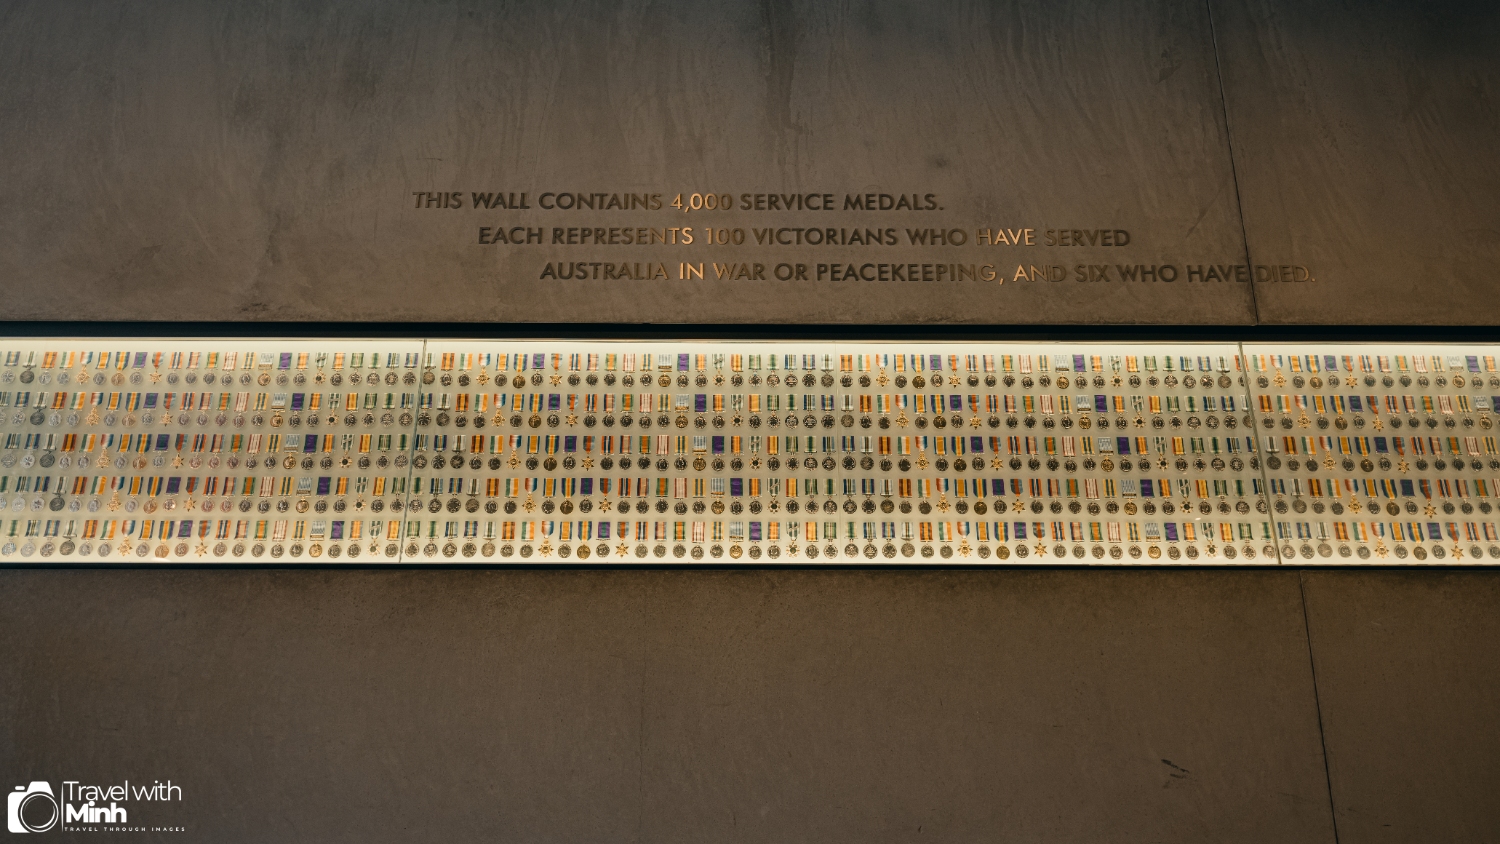 THIS WALL CONTAINS 4,000 SERVICE MEDALS.
EACH REPRESENTS 100 VICTORIANS WHO HAVE SERVED
AUSTRALIA IN WAR OR PEACEKEEPING, AND SIX WHO HAVE DIED.
Travel with
Minh
TRAVEL THROUGH IMAGES